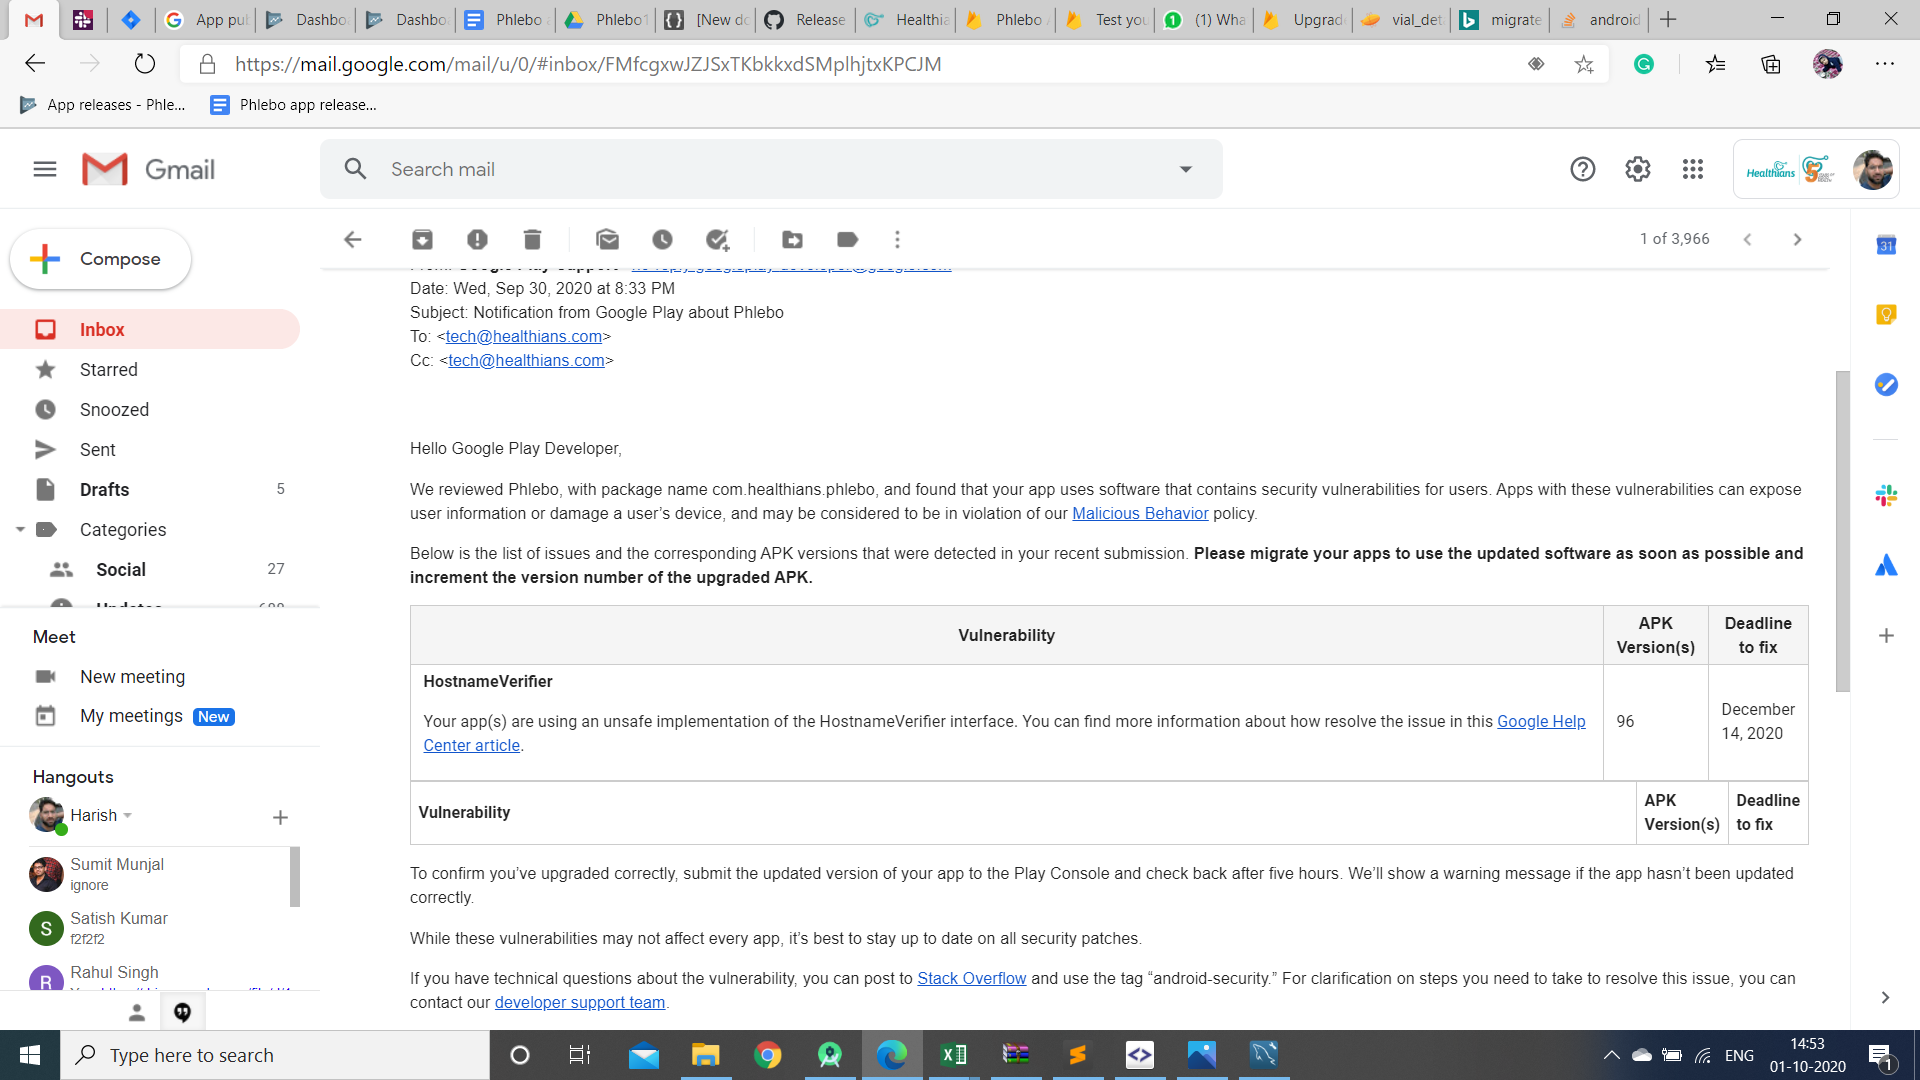 App pu
Dashbo
Dashbo
Phlebo a
Phlebo1
[New do
Release
Healthia
Phlebo A
Test you
(1) Wha
Upgrad
vial_det
migrate
android
https://mail.google.com/mail/u/0/#inbox/FMfcgxwJZJSxTKbkkxdSMplhjtxKPCJM
App releases - Phle...
Phlebo app release...
Gmail
Search mail
Healthians
Compose
1 of 3,966
Inbox
Starred
Snoozed
Sent
Drafts 5
Categories
Social 27
Updates
Meet
New meeting
My meetings New
Hangouts
Harish
Sumit Munjal
ignore
Satish Kumar
f2f2f2
Rahul Singh
From: Google Play Support <no-reply-googleplay-developer@google.com>
Date: Wed, Sep 30, 2020 at 8:33 PM
Subject: Notification from Google Play about Phlebo
To: <tech@healthians.com>
Cc: <tech@healthians.com>
Hello Google Play Developer,
We reviewed Phlebo, with package name com.healthians.phlebo, and found that your app uses software that contains security vulnerabilities for users. Apps with these vulnerabilities can expose
user information or damage a user’s device, and may be considered to be in violation of our Malicious Behavior policy.
Below is the list of issues and the corresponding APK versions that were detected in your recent submission. Please migrate your apps to use the updated software as soon as possible and
increment the version number of the upgraded APK.
Vulnerability
APK
Version(s)
Deadline
to fix
HostnameVerifier
Your app(s) are using an unsafe implementation of the HostnameVerifier interface. You can find more information about how resolve the issue in this Google Help
Center article.
96
December
14, 2020
Vulnerability
APK
Version(s)
Deadline
to fix
To confirm you’ve upgraded correctly, submit the updated version of your app to the Play Console and check back after five hours. We’ll show a warning message if the app hasn’t been updated
correctly.
While these vulnerabilities may not affect every app, it’s best to stay up to date on all security patches.
If you have technical questions about the vulnerability, you can post to Stack Overflow and use the tag “android-security.” For clarification on steps you need to take to resolve this issue, you can
contact our developer support team.
31
S
R
Type here to search
ENG
14:53
01-10-2020
1